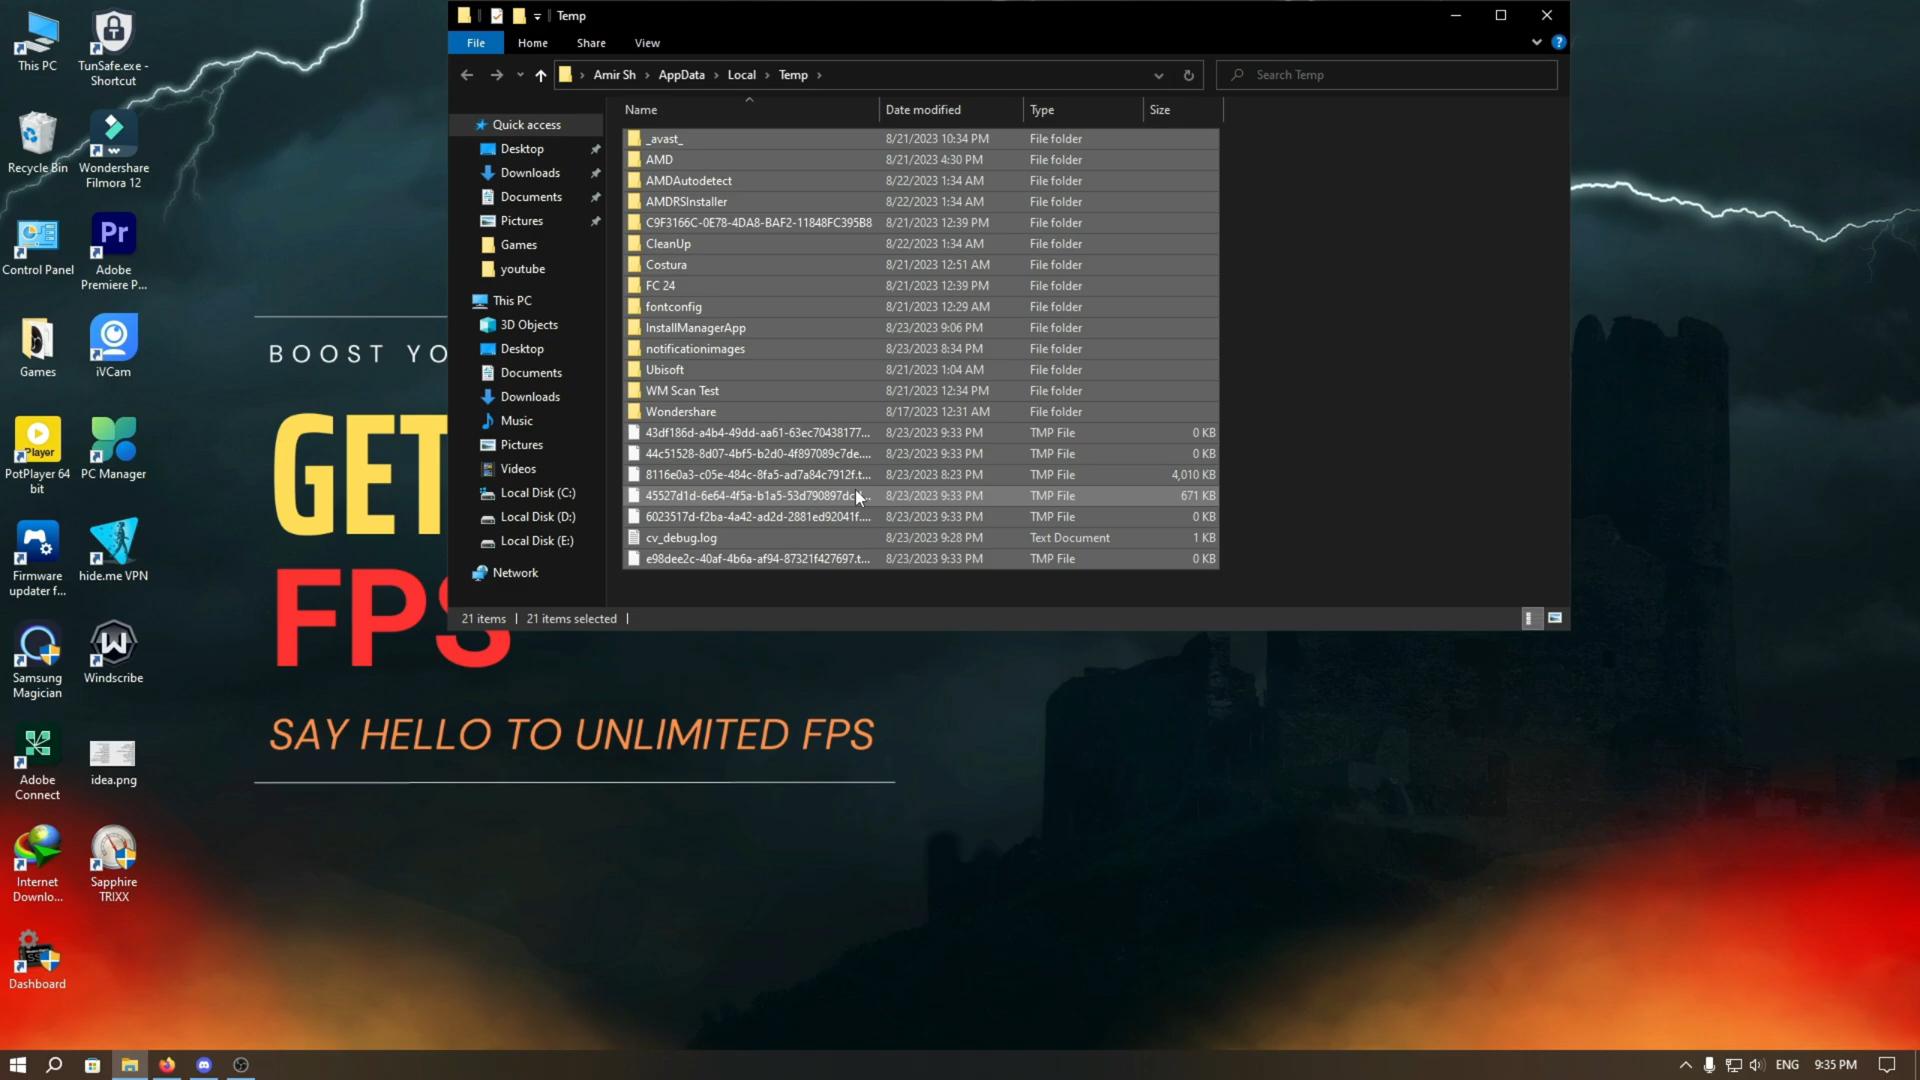 This PC
TunSafe.exe -
Shortcut
Recycle Bin
Wondershare
Filmora 12
Control Panel
Pr
Adobe
Premiere P...
Games
iVCam
Player
PotPlayer 64
bit
PC Manager
Firmware
updater f...
hide.me VPN
Samsung
Magician
Windscribe
Adobe
Connect
idea.png
Internet
Downlo...
Sapphire
TRIXX
Dashboard
BOOST YO
GET
FPS
SAY HELLO TO UNLIMITED FPS
Temp
File
Home
Share
View
Amir Sh
AppData
Local
Temp
Search Temp
Name
Date modified
Type
Size
Quick access
Desktop
Downloads
Documents
Pictures
Games
youtube
This PC
3D Objects
Desktop
Documents
Downloads
Music
Pictures
Videos
Local Disk (C:)
Local Disk (D:)
Local Disk (E:)
Network
_avast_ 8/21/2023 10:34 PM File folder
AMD 8/21/2023 4:30 PM File folder
AMDAutodetect 8/22/2023 1:34 AM File folder
AMDRSInstaller 8/22/2023 1:34 AM File folder
C9F3166C-0E78-4DA8-BAF2-11848FC395B8 8/21/2023 12:39 PM File folder
CleanUp 8/22/2023 1:34 AM File folder
Costura 8/21/2023 12:51 AM File folder
FC 24 8/21/2023 12:39 PM File folder
fontconfig 8/21/2023 12:29 AM File folder
InstallManagerApp 8/23/2023 9:06 PM File folder
notificationimages 8/23/2023 8:34 PM File folder
Ubisoft 8/21/2023 1:04 AM File folder
WM Scan Test 8/21/2023 12:34 PM File folder
Wondershare 8/17/2023 12:31 AM File folder
43df186d-a4b4-49dd-aa61-63ec70438177... 8/23/2023 9:33 PM TMP File 0 KB
44c51528-8d07-4bf5-b2d0-4f897089c7de.... 8/23/2023 9:33 PM TMP File 0 KB
8116e0a3-c05e-484c-8fa5-ad7a84c7912f.t... 8/23/2023 8:23 PM TMP File 4,010 KB
8/23/2023 9:33 PM TMP File 671 KB
6023517d-f2ba-4a42-ad2d-2881ed92041f.... 8/23/2023 9:33 PM TMP File 0 KB
cv_debug.log 8/23/2023 9:28 PM Text Document 1 KB
e98dee2c-40af-4b6a-af94-87321f427697.t... 8/23/2023 9:33 PM TMP File 0 KB
21 items
21 items selected
ENG
9:35 PM